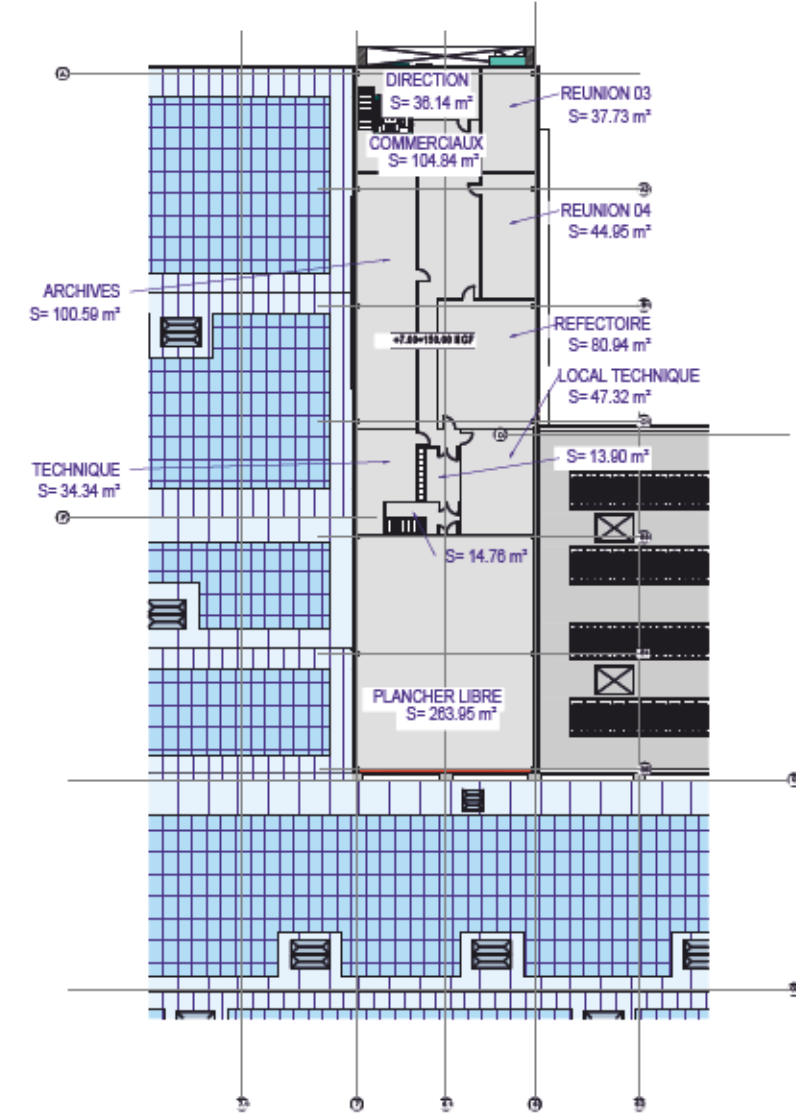 DIRECTION
S= 36.14 m²
REUNION 03
S= 37.73 m²
COMMERCIAUX
S= 104.84 m²
REUNION 04
S= 44.95 m²
ARCHIVES
S= 100.59 m²
REFECTOIRE
S= 80.94 m²
LOCAL TECHNIQUE
S= 47.32 m²
S= 13.90 m²
TECHNIQUE
S= 34.34 m²
S= 14.76 m²
PLANCHER LIBRE
S= 263.95 m²